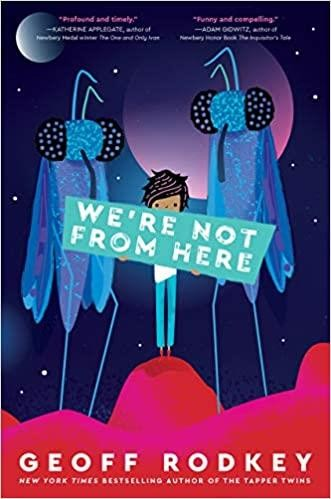 "Profound and timely."
—KATHERINE APPLEGATE, author of
Newbery Medal winner The One and Only Ivan
"Funny and compelling."
—ADAM GIDWITZ, author of
Newbery Honor Book The Inquisitor's Tale
WE'RE NOT
FROM HERE
GEOFF RODKEY
NEW YORK TIMES BESTSELLING AUTHOR OF THE TAPPER TWINS